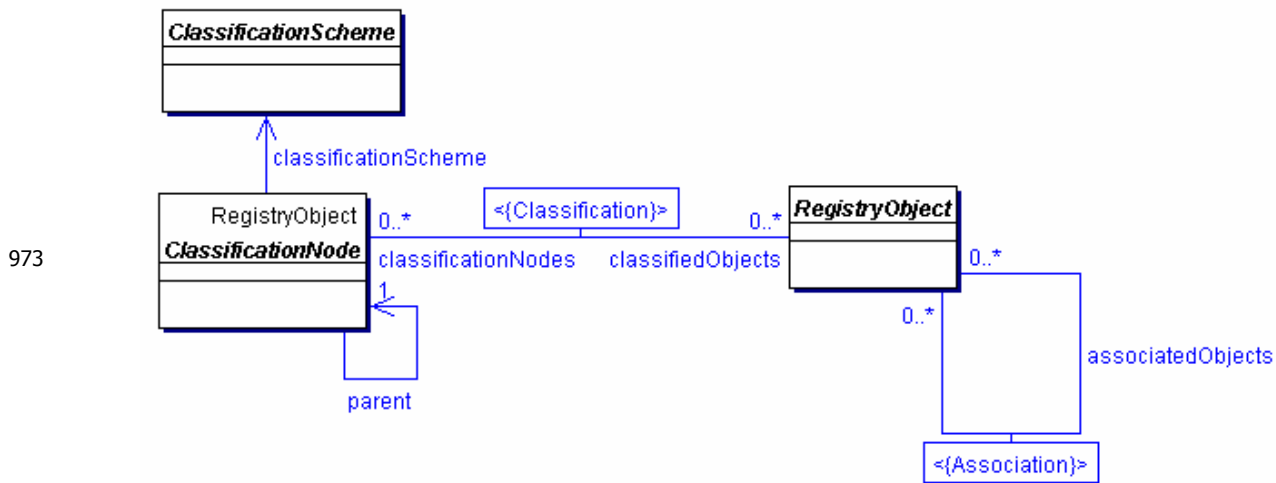 ClassificationScheme
classificationScheme
RegistryObject
ClassificationNode
0..*
<{Classification}>
0..*
RegistryObject
973
classificationNodes
classifiedObjects
0..*
1
0..*
associatedObjects
parent
<{Association}>